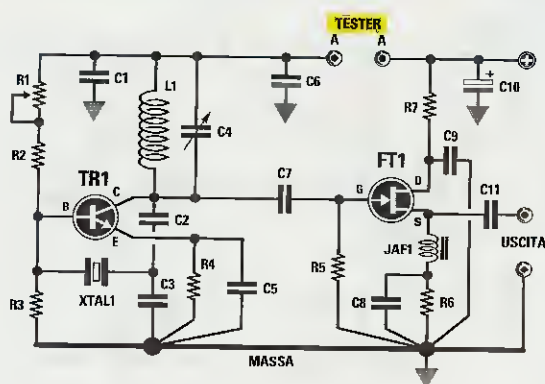 TESTER
A A
R1
C1
L1
C4
C6
R7
+
C10
R2
TR1
C7
FT1
C9
B
C
E
C2
G
D
S
C11
USCITA
R3
XTAL1
C3
R4
C5
R5
JAF1
C8
R6
MASSA